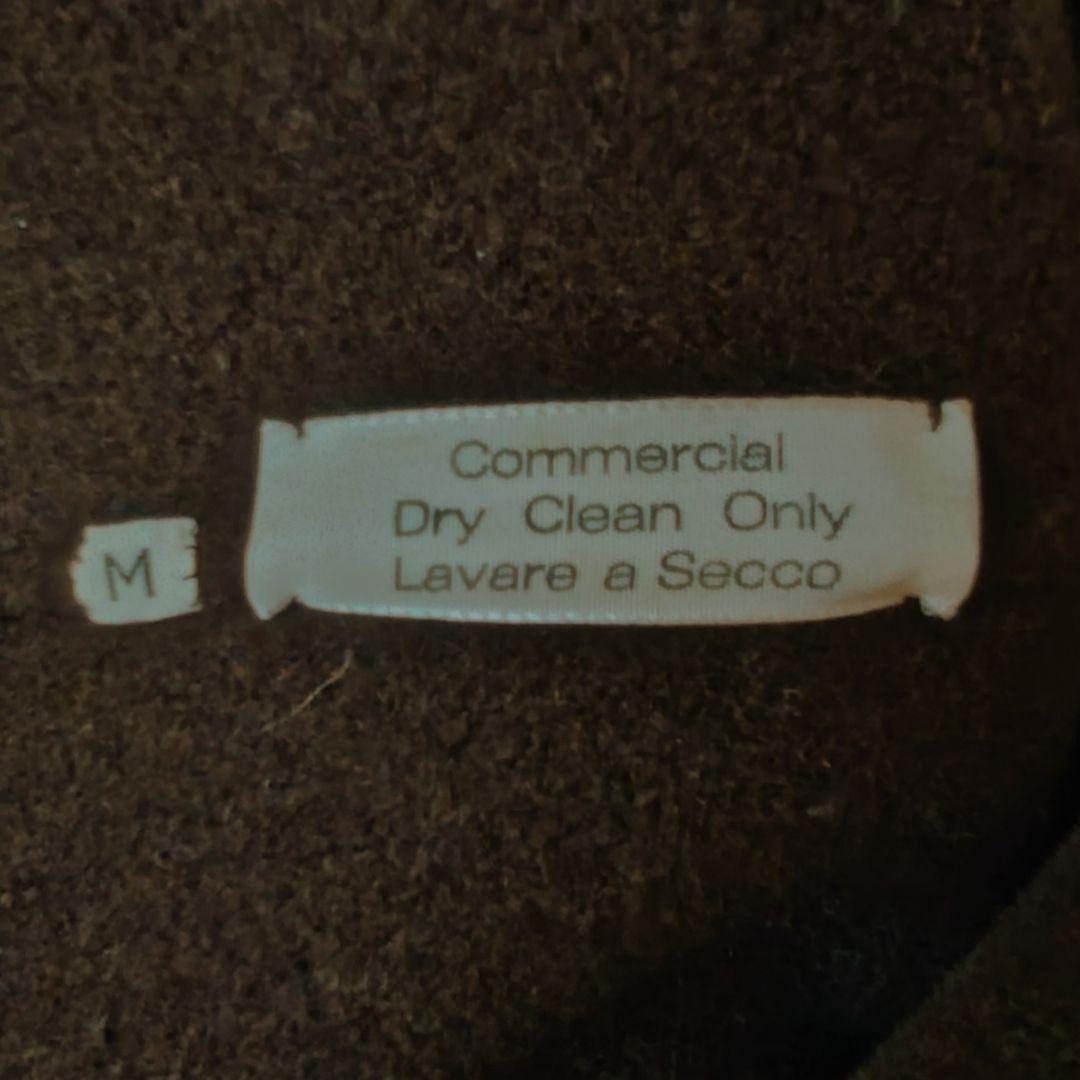 Commercial
Dry Clean Only
Lavare a Secco
M